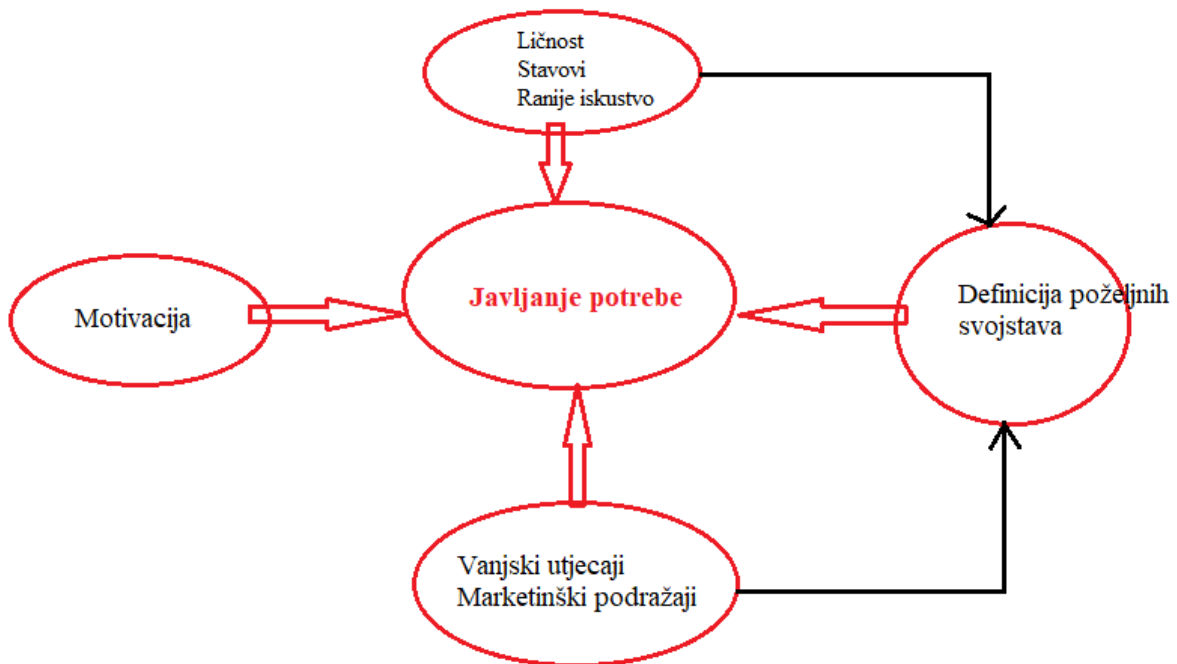 Ličnost
Stavovi
Ranije iskustvo
Javljanje potrebe
Motivacija
Definicija poželjnih
svojstava
Vanjski utjecaji
Marketinški podražaji